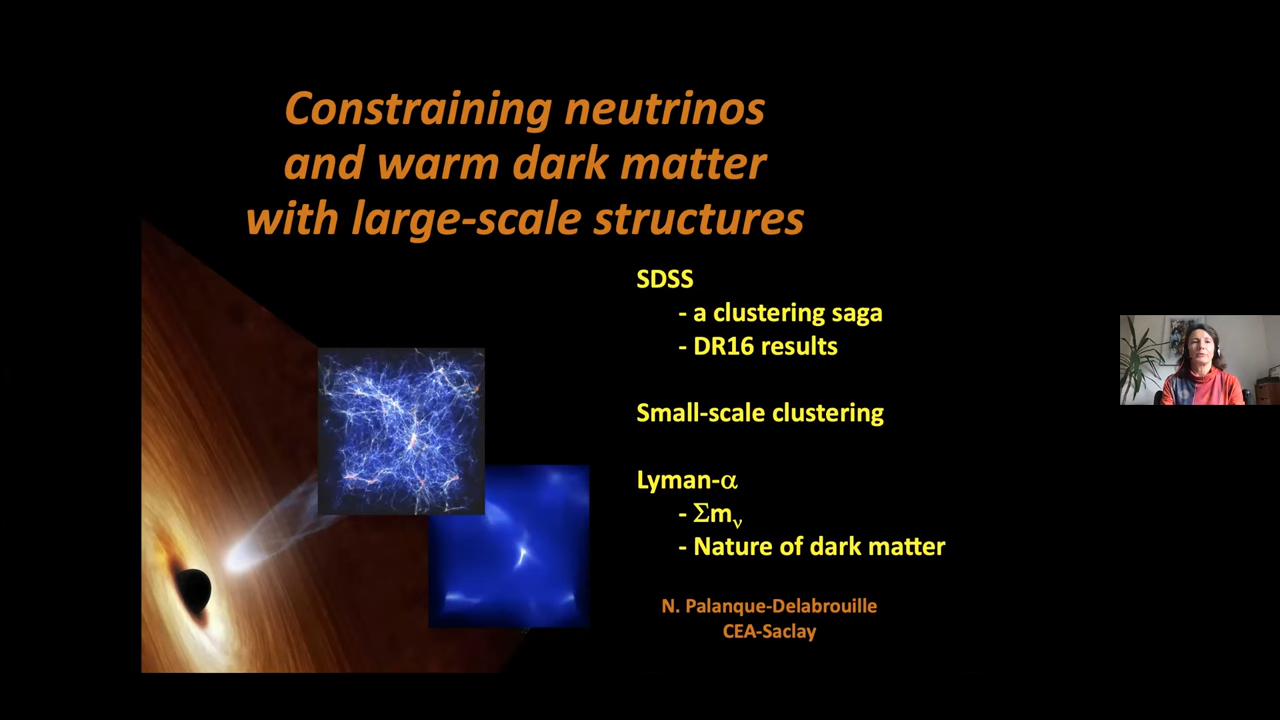 Constraining neutrinos
and warm dark matter
with large-scale structures
SDSS
- a clustering saga
- DR16 results
Small-scale clustering
Lyman-α
- Σmν
- Nature of dark matter
N. Palanque-Delabrouille
CEA-Saclay